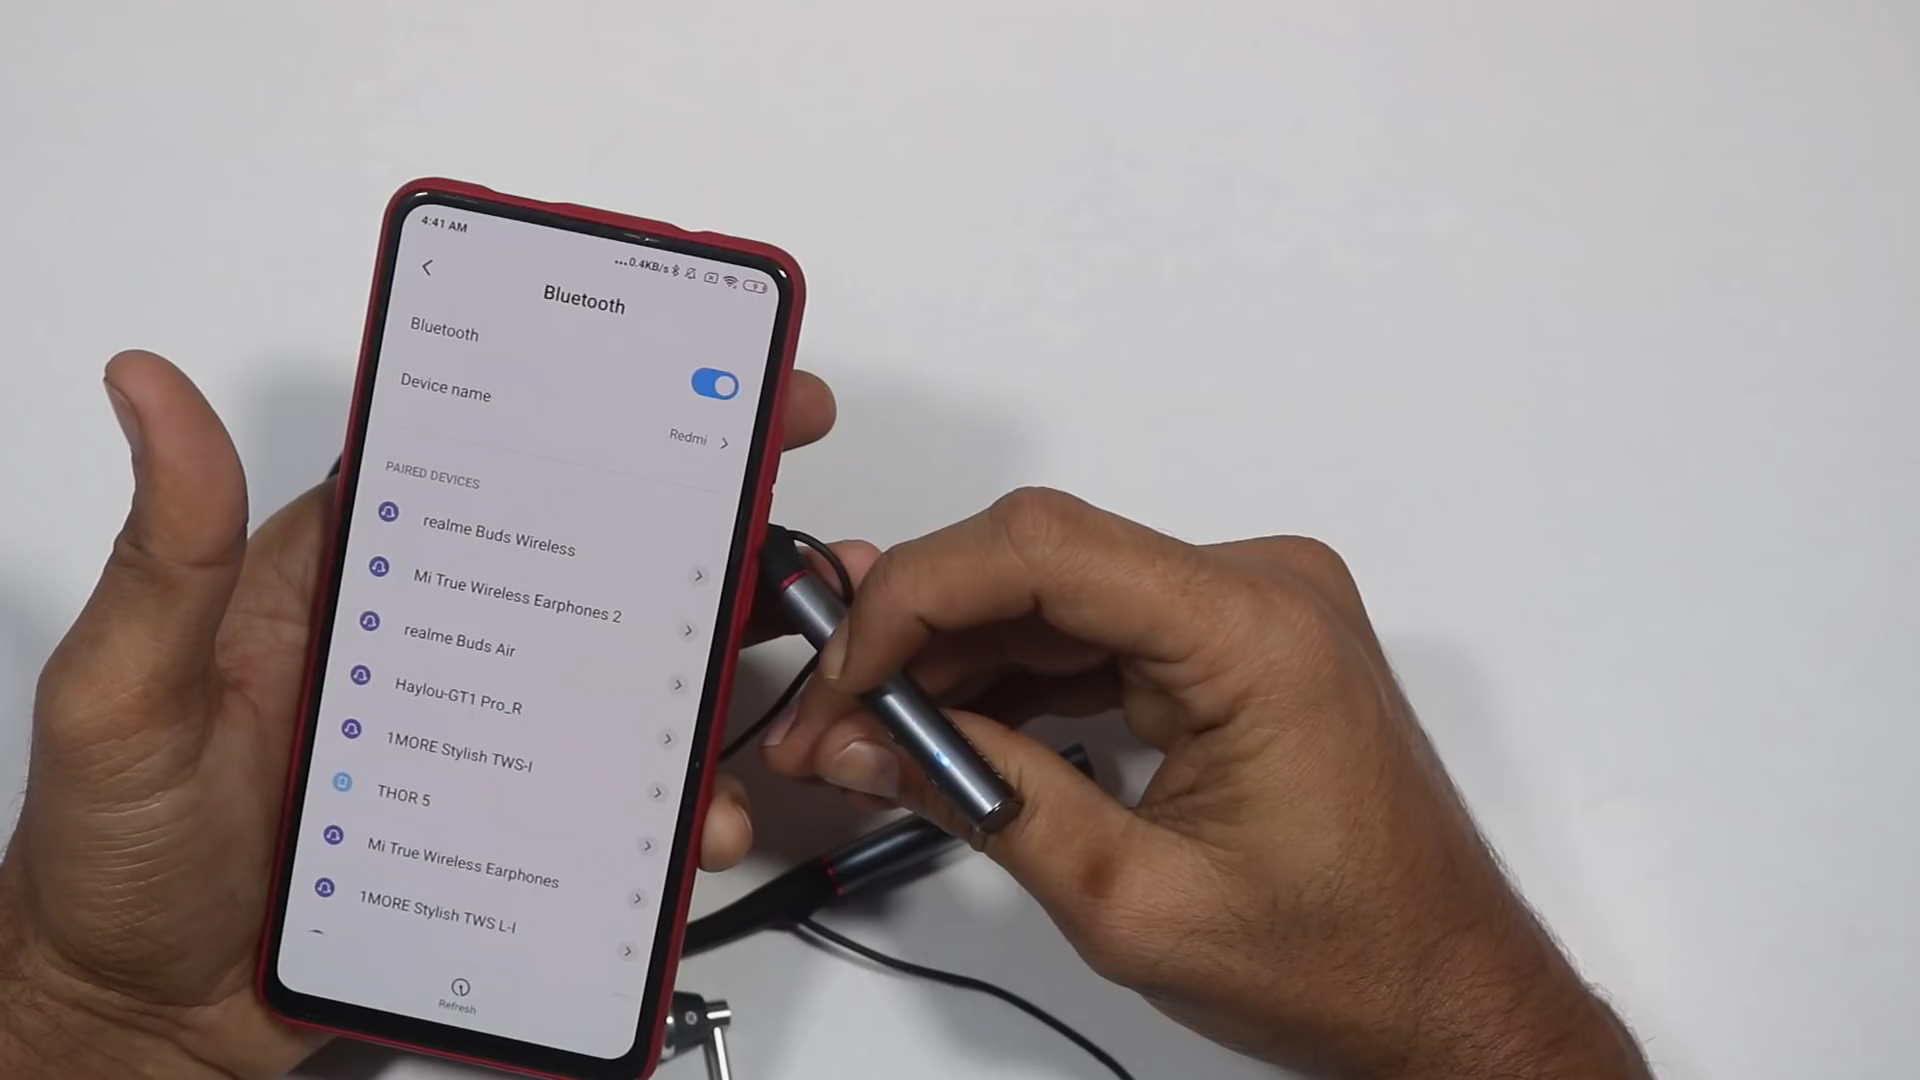 4:41 AM
...0.4KB/s
Bluetooth
Bluetooth
Device name
Redmi
PAIRED DEVICES
realme Buds Wireless
Mi True Wireless Earphones 2
realme Buds Air
Haylou-GT1 Pro_R
1MORE Stylish TWS-I
THOR 5
Mi True Wireless Earphones
1MORE Stylish TWS L-I
Refresh